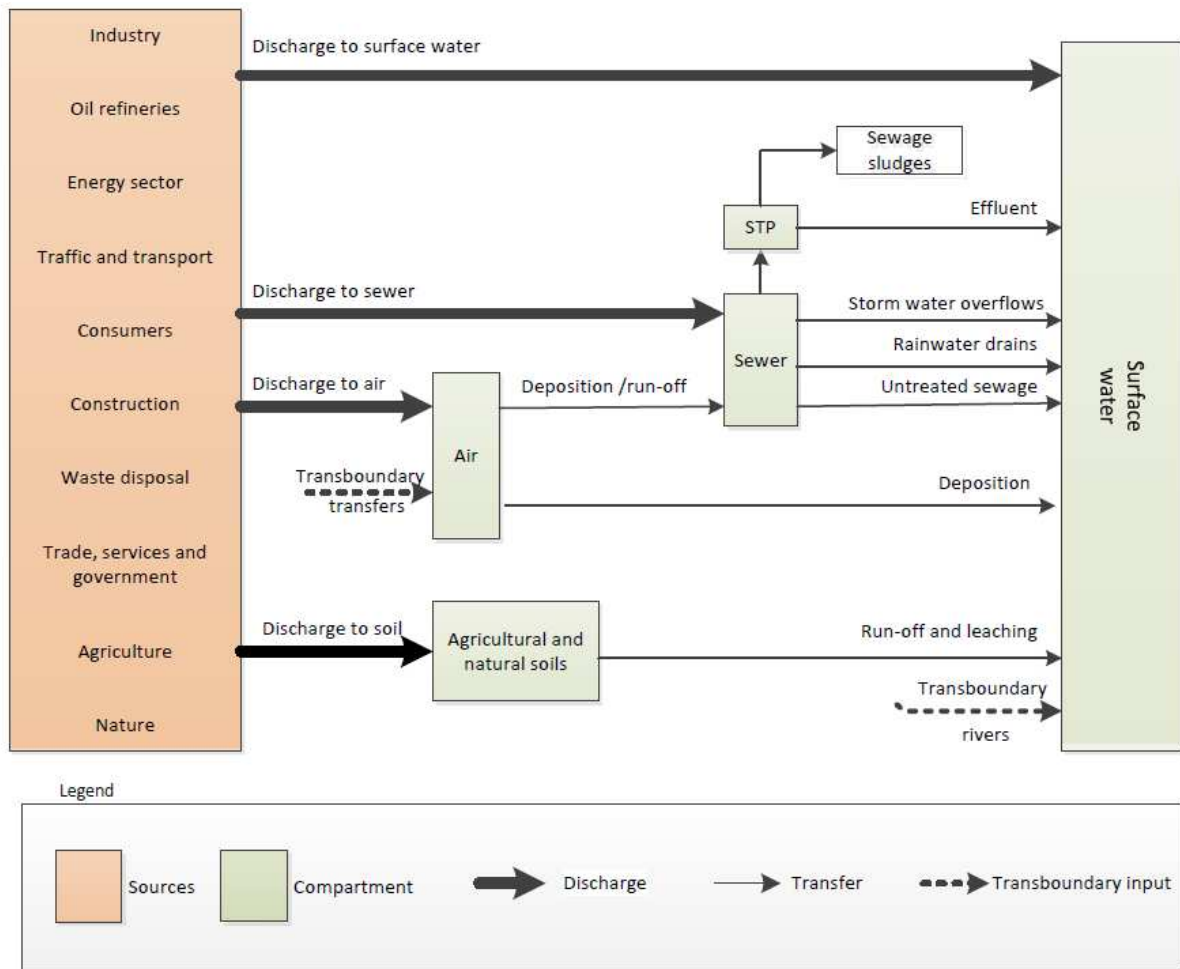 Industry
Oil refineries
Energy sector
Traffic and transport
Consumers
Construction
Waste disposal
Trade, services and
government
Agriculture
Nature
Discharge to surface water
Sewage
sludges
STP
Effluent
Discharge to sewer
Sewer
Storm water overflows
Rainwater drains
Untreated sewage
Discharge to air
Air
Deposition /run-off
Transboundary
transfers
Deposition
Discharge to soil
Agricultural and
natural soils
Run-off and leaching
Transboundary
rivers
Surface
water
Legend
Sources
Compartment
Discharge
Transfer
Transboundary input